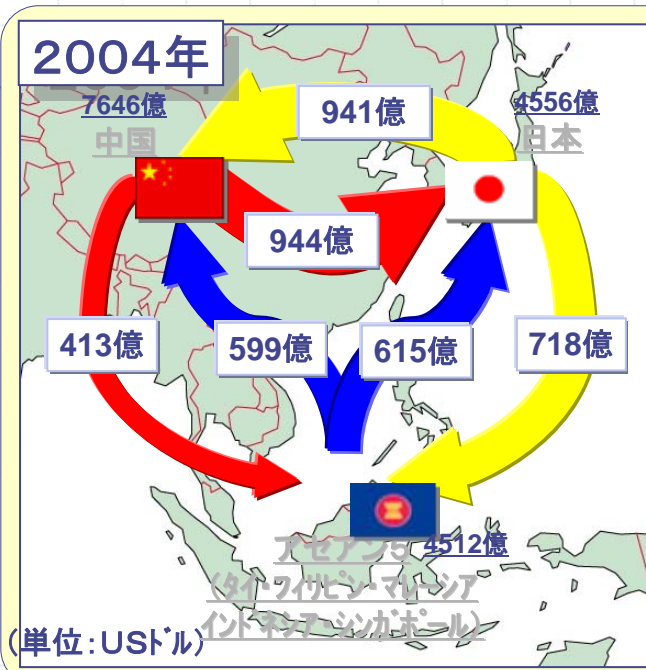 2004年
7646億
中国
941億
4556億
日本
944億
413億
599億
615億
718億
アセアン5
4512億
(タイ・フィリピン・マレーシア
インドネシア・シンガポール)
(単位:USドル)